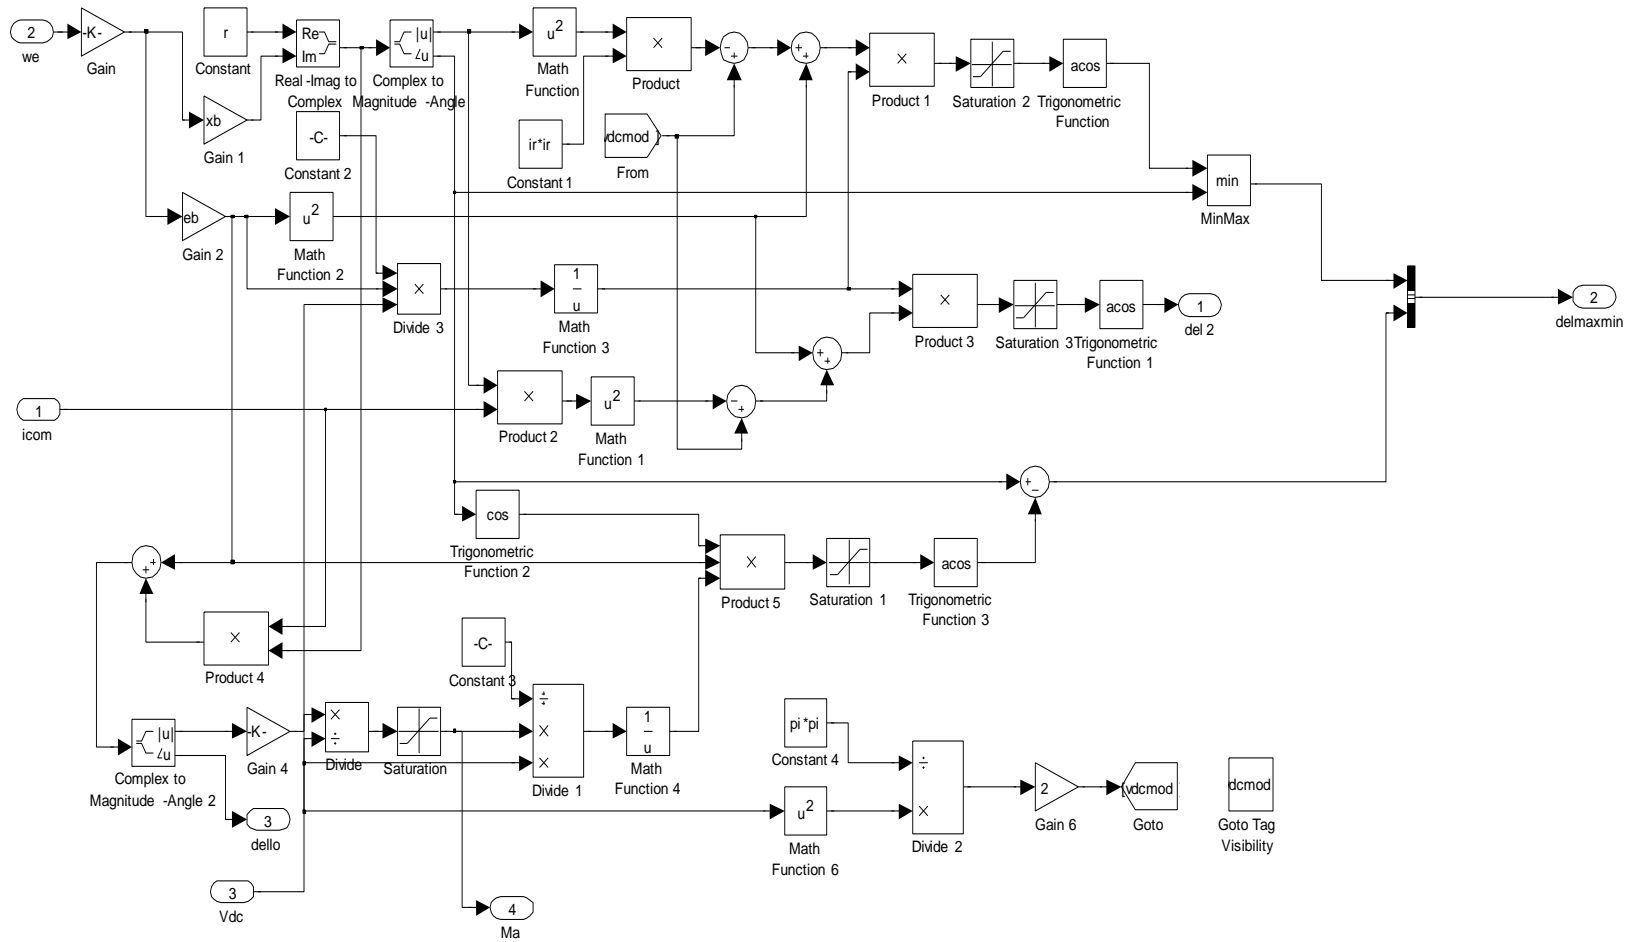 2
we
-K-
Gain
r
Constant
Re
Im
Real -Imag to
Complex
|u|
∠u
Complex to
Magnitude -Angle
u2
Math
Function
×
Product
-
+
+
+
×
Product 1
Saturation 2
acos
Trigonometric
Function
xb
Gain 1
-C-
Constant 2
ir*ir
Constant 1
vdcmod
From
min
MinMax
eb
Gain 2
u2
Math
Function 2
×
Divide 3
1
u
Math
Function 3
×
Product 3
Saturation 3
acos
Trigonometric
Function 1
1
del 2
2
delmaxmin
+
+
1
icom
×
Product 2
u2
Math
Function 1
-
+
+
-
cos
Trigonometric
Function 2
+
+
×
Product 5
Saturation 1
acos
Trigonometric
Function 3
×
Product 4
-C-
Constant 3
|u|
∠u
Complex to
Magnitude -Angle 2
-K-
Gain 4
×
÷
Divide
Saturation
÷
×
×
Divide 1
1
u
Math
Function 4
pi *pi
Constant 4
÷
×
Divide 2
2
Gain 6
vdcmod
Goto
dcmod
Goto Tag
Visibility
3
dello
u2
Math
Function 6
3
Vdc
4
Ma